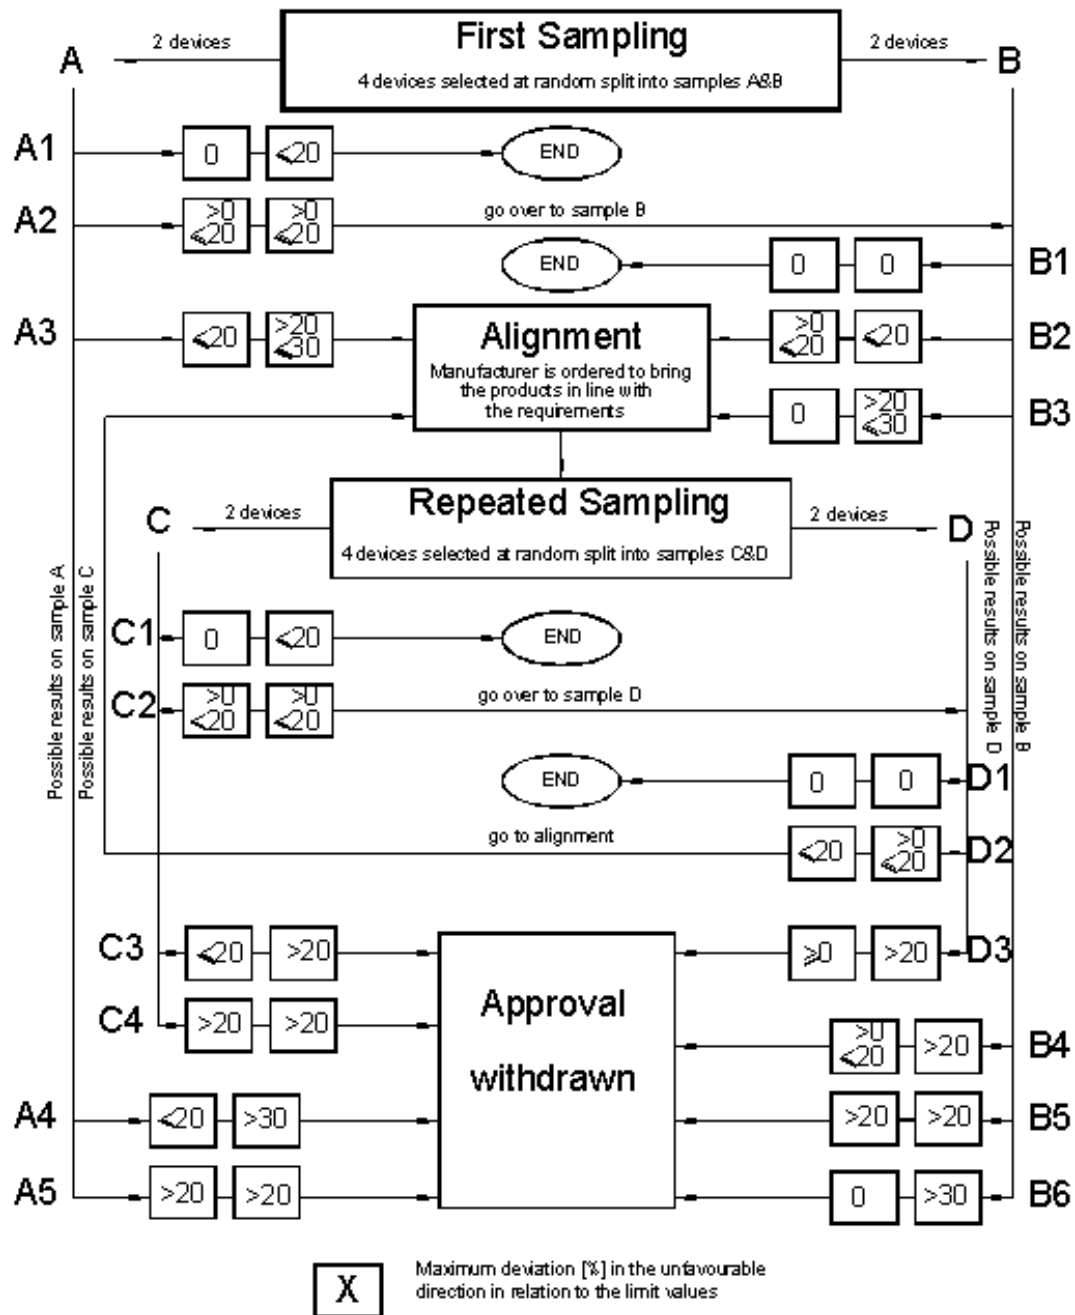 First Sampling
4 devices selected at random split into samples A&B
A
2 devices
2 devices
B
A1
0
⩽20
END
A2
>0
⩽20
>0
⩽20
go over to sample B
END
0
0
B1
A3
⩽20
>20
⩽30
Alignment
Manufacturer is ordered to bring
the products in line with
the requirements
>0
⩽20
⩽20
B2
0
>20
⩽30
B3
Repeated Sampling
4 devices selected at random split into samples C&D
C
2 devices
2 devices
D
Possible results on sample A
Possible results on sample C
Possible results on sample D
Possible results on sample B
C1
0
⩽20
END
C2
>0
⩽20
>0
⩽20
go over to sample D
END
0
0
D1
go to alignment
⩽20
>0
⩽20
D2
C3
⩽20
>20
Approval
withdrawn
⩾0
>20
D3
C4
>20
>20
>0
⩽20
>20
B4
A4
⩽20
>30
>20
>20
B5
A5
>20
>20
0
>30
B6
X
Maximum deviation [%] in the unfavourable
direction in relation to the limit values